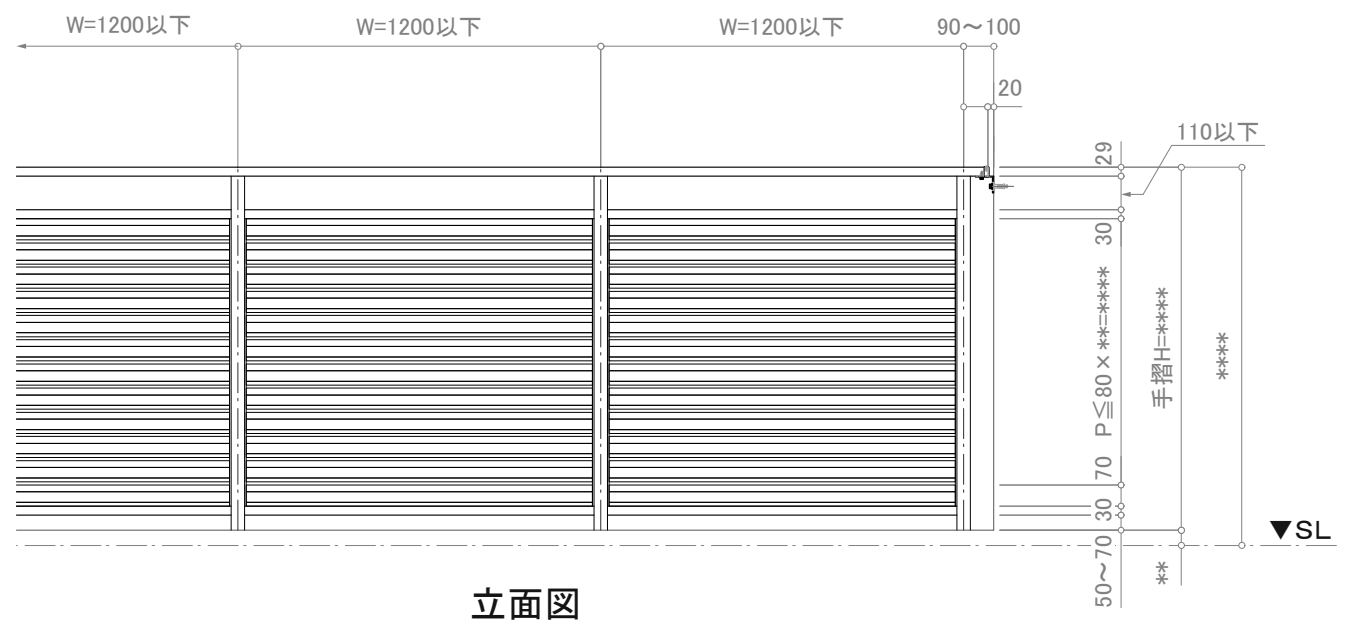 W=1200以下
W=1200以下
W=1200以下
90～100
20
110以下
29
30
P≦80×**=****
70
30
50～70
手摺H=****
**
****
▼SL
立面図